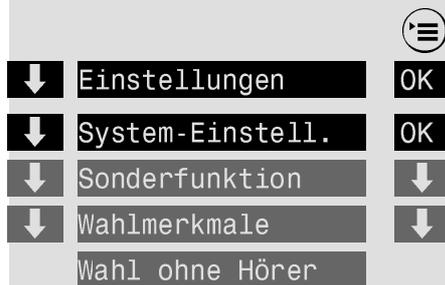 Einstellungen OK
System-Einstell. OK
Sonderfunktion
Wahlmerkmale
Wahl ohne Hörer